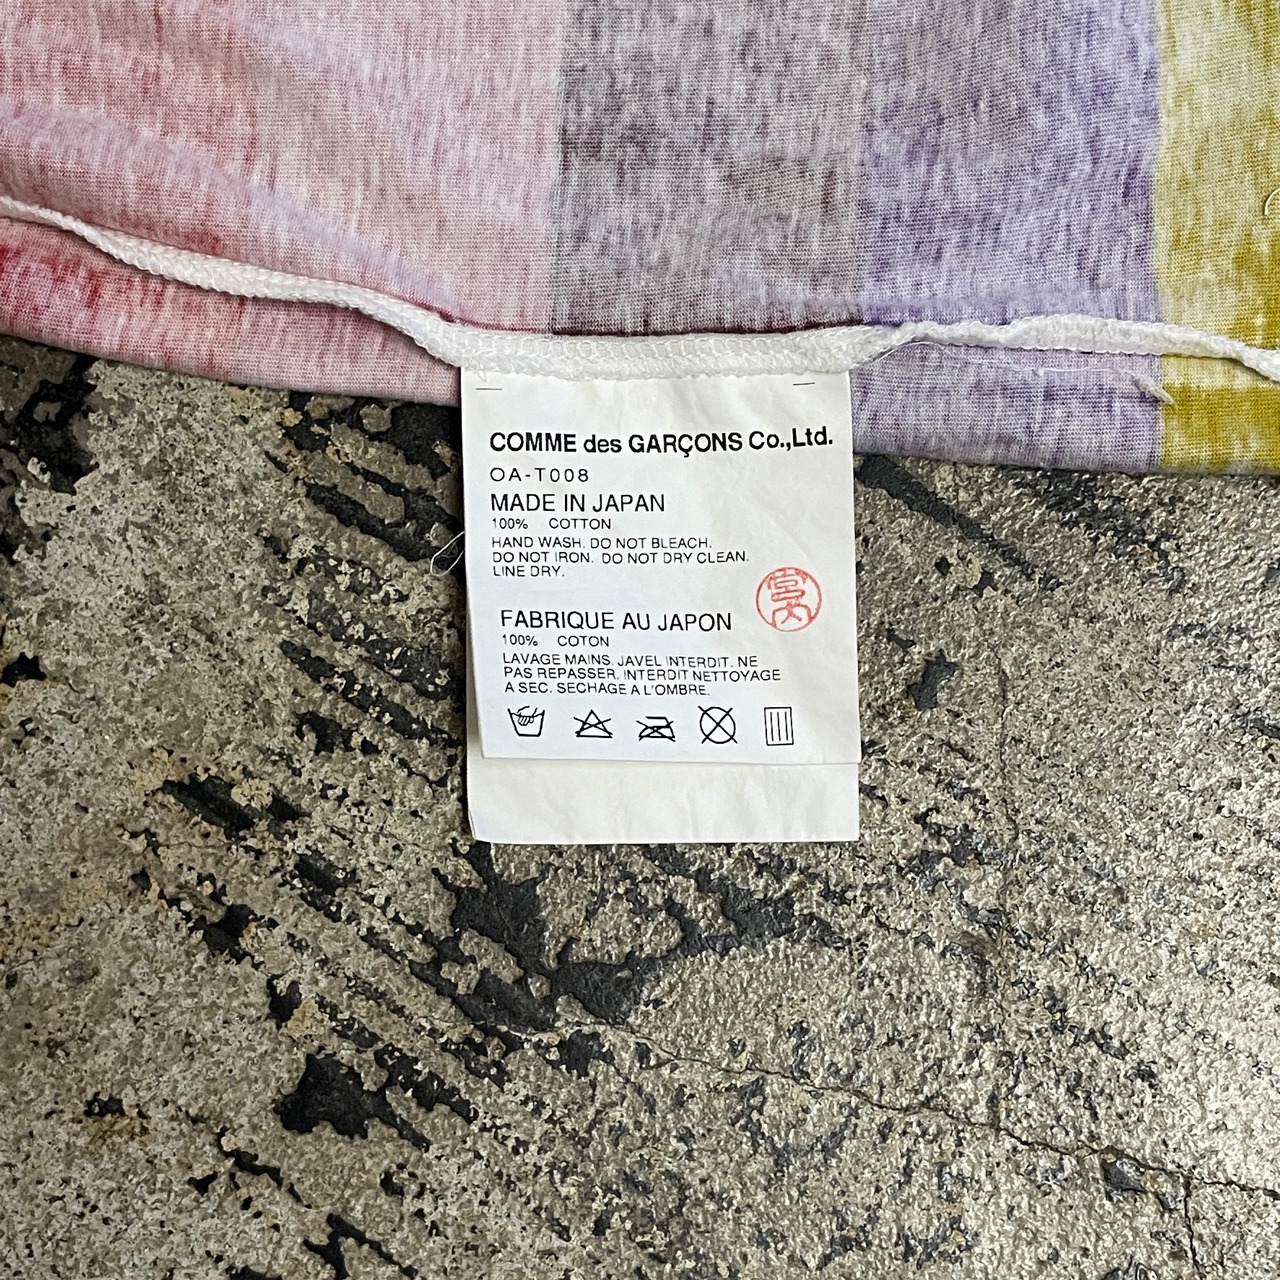 COMME des GARÇONS Co.,Ltd.
OA-T008
MADE IN JAPAN
100% COTTON
HAND WASH. DO NOT BLEACH.
DO NOT IRON. DO NOT DRY CLEAN.
LINE DRY.
FABRIQUE AU JAPON
100% COTON
LAVAGE MAINS. JAVEL INTERDIT. NE
PAS REPASSER. INTERDIT NETTOYAGE
A SEC. SECHAGE A L'OMBRE.